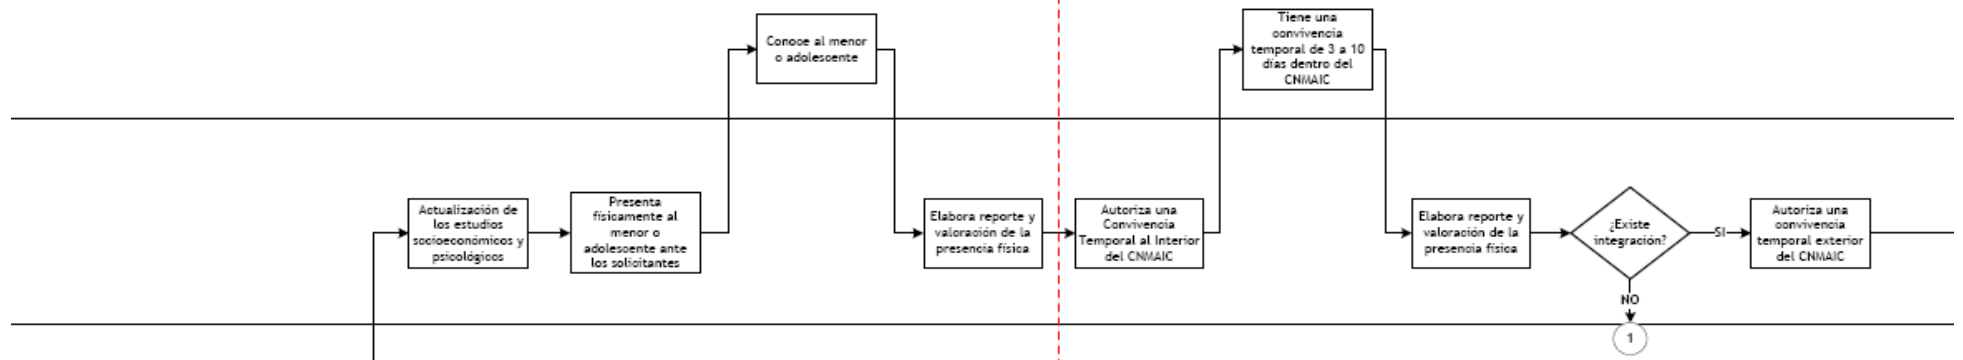 Conoce al menor
o adolescente
Tiene una
convivencia
temporal de 3 a 10
días dentro del
CNMAIC
Actualización de
los estudios
socioeconómicos y
psicológicos
Presenta
físicamente al
menor o
adolescente ante
los solicitantes
Elabora reporte y
valoración de la
presencia física
Autoriza una
Convivencia
Temporal al Interior
del CNMAIC
Elabora reporte y
valoración de la
presencia física
¿Existe
integración?
SI
Autoriza una
convivencia
temporal exterior
del CNMAIC
NO
1